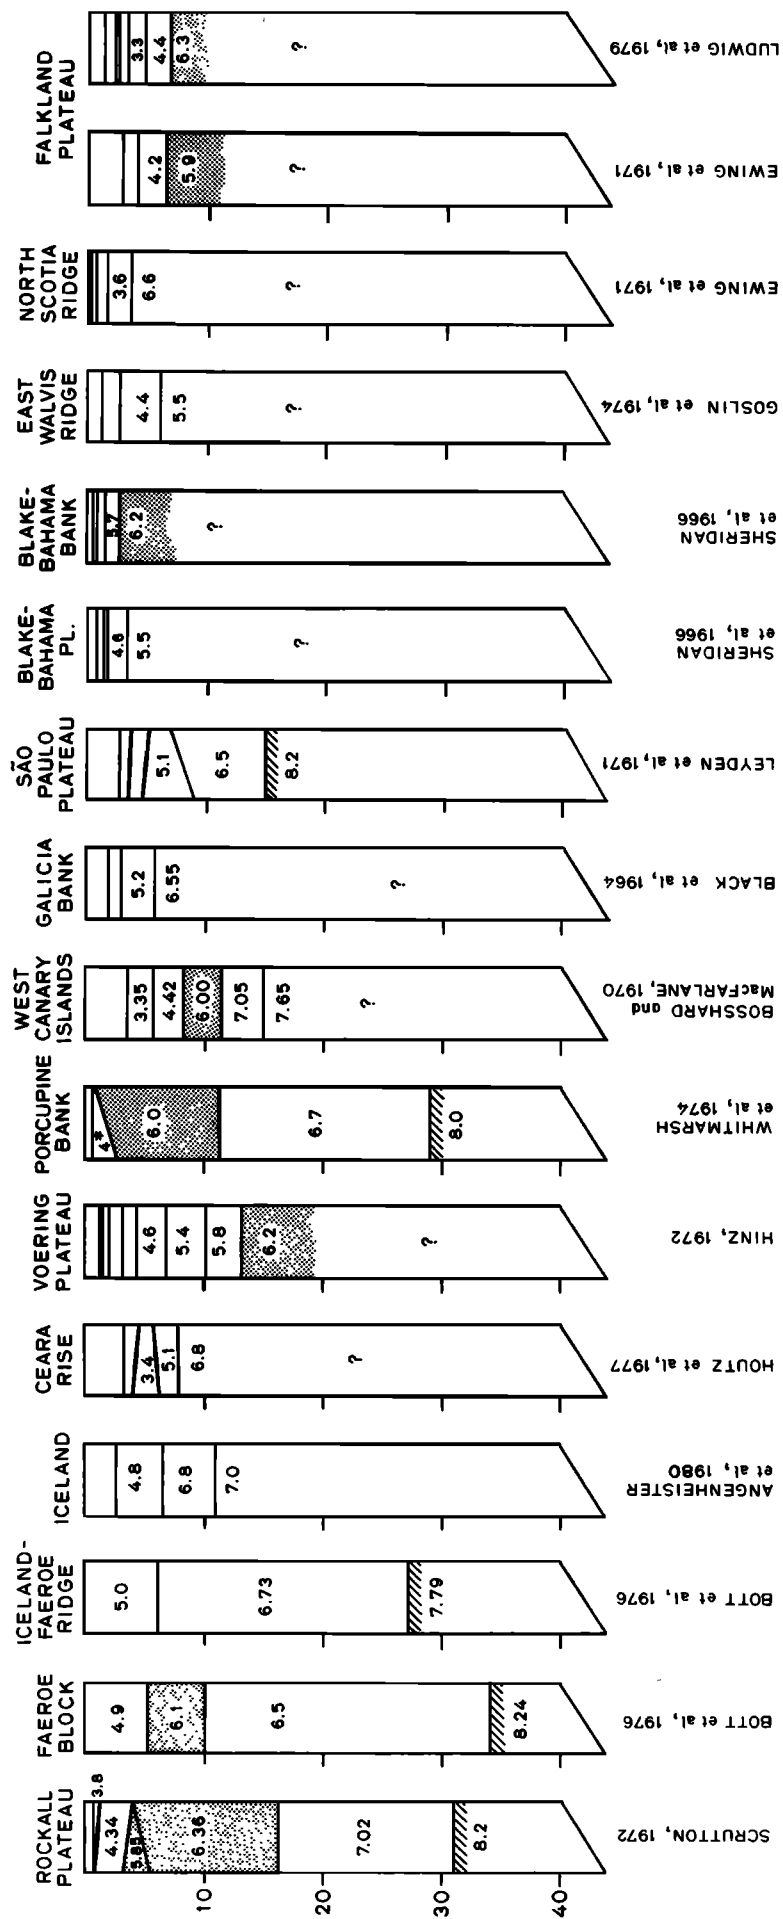 ROCKALL
PLATEAU
3.8
4.34
5.85
6.36
7.02
8.2
SCRUTTON, 1972
10
20
30
40
FAEROE
BLOCK
4.9
6.1
6.5
8.24
BOTT et al, 1976
ICELAND-
FAEROE
RIDGE
5.0
6.73
7.79
BOTT et al, 1976
ICELAND
4.8
6.8
7.0
ANGENHEISTER
et al, 1980
CEARA
RISE
3.4
5.1
6.8
?
HOUTZ et al, 1977
VOERING
PLATEAU
4.6
5.4
5.8
6.2
?
HINZ, 1972
PORCUPINE
BANK
4*
6.0
6.7
8.0
WHITMARSH
et al, 1974
WEST
CANARY
ISLANDS
3.35
4.42
6.00
7.05
7.65
?
BOSSHARD and
MacFARLANE, 1970
GALICIA
BANK
5.2
6.55
?
BLACK et al, 1964
SÃO
PAULO
PLATEAU
5.1
6.5
8.2
LEYDEN et al, 1971
BLAKE-
BAHAMA
PL.
4.6
5.5
?
SHERIDAN
et al, 1966
BLAKE-
BAHAMA
BANK
5.7
6.2
?
SHERIDAN
et al, 1966
EAST
WALVIS
RIDGE
4.4
5.5
?
GOSLIN et al, 1974
NORTH
SCOTIA
RIDGE
3.6
6.6
?
EWING et al, 1971
FALKLAND
PLATEAU
4.2
5.9
?
EWING et al, 1971
3.3
4.4
6.3
?
LUDWIG et al, 1979